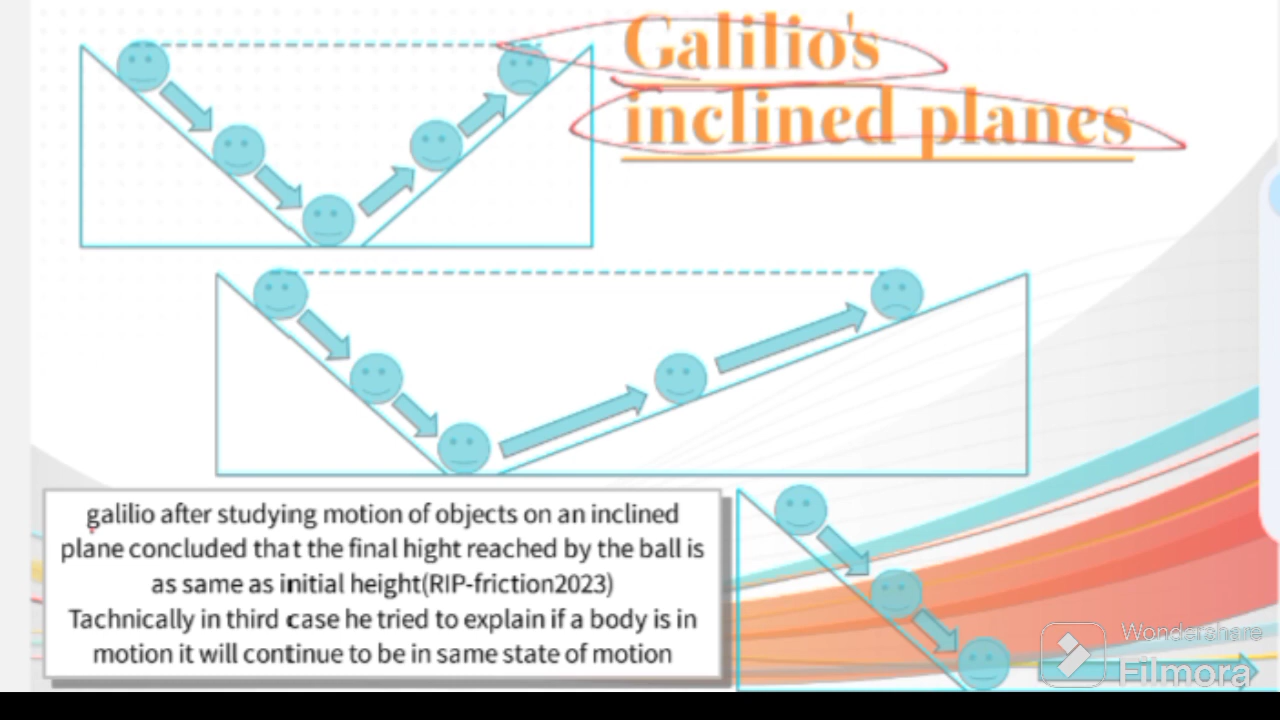 Galilio's
inclined planes
galilio after studying motion of objects on an inclined
plane concluded that the final hight reached by the ball is
as same as initial height(RIP-friction2023)
Tachnically in third case he tried to explain if a body is in
motion it will continue to be in same state of motion
Wondershare
Filmora